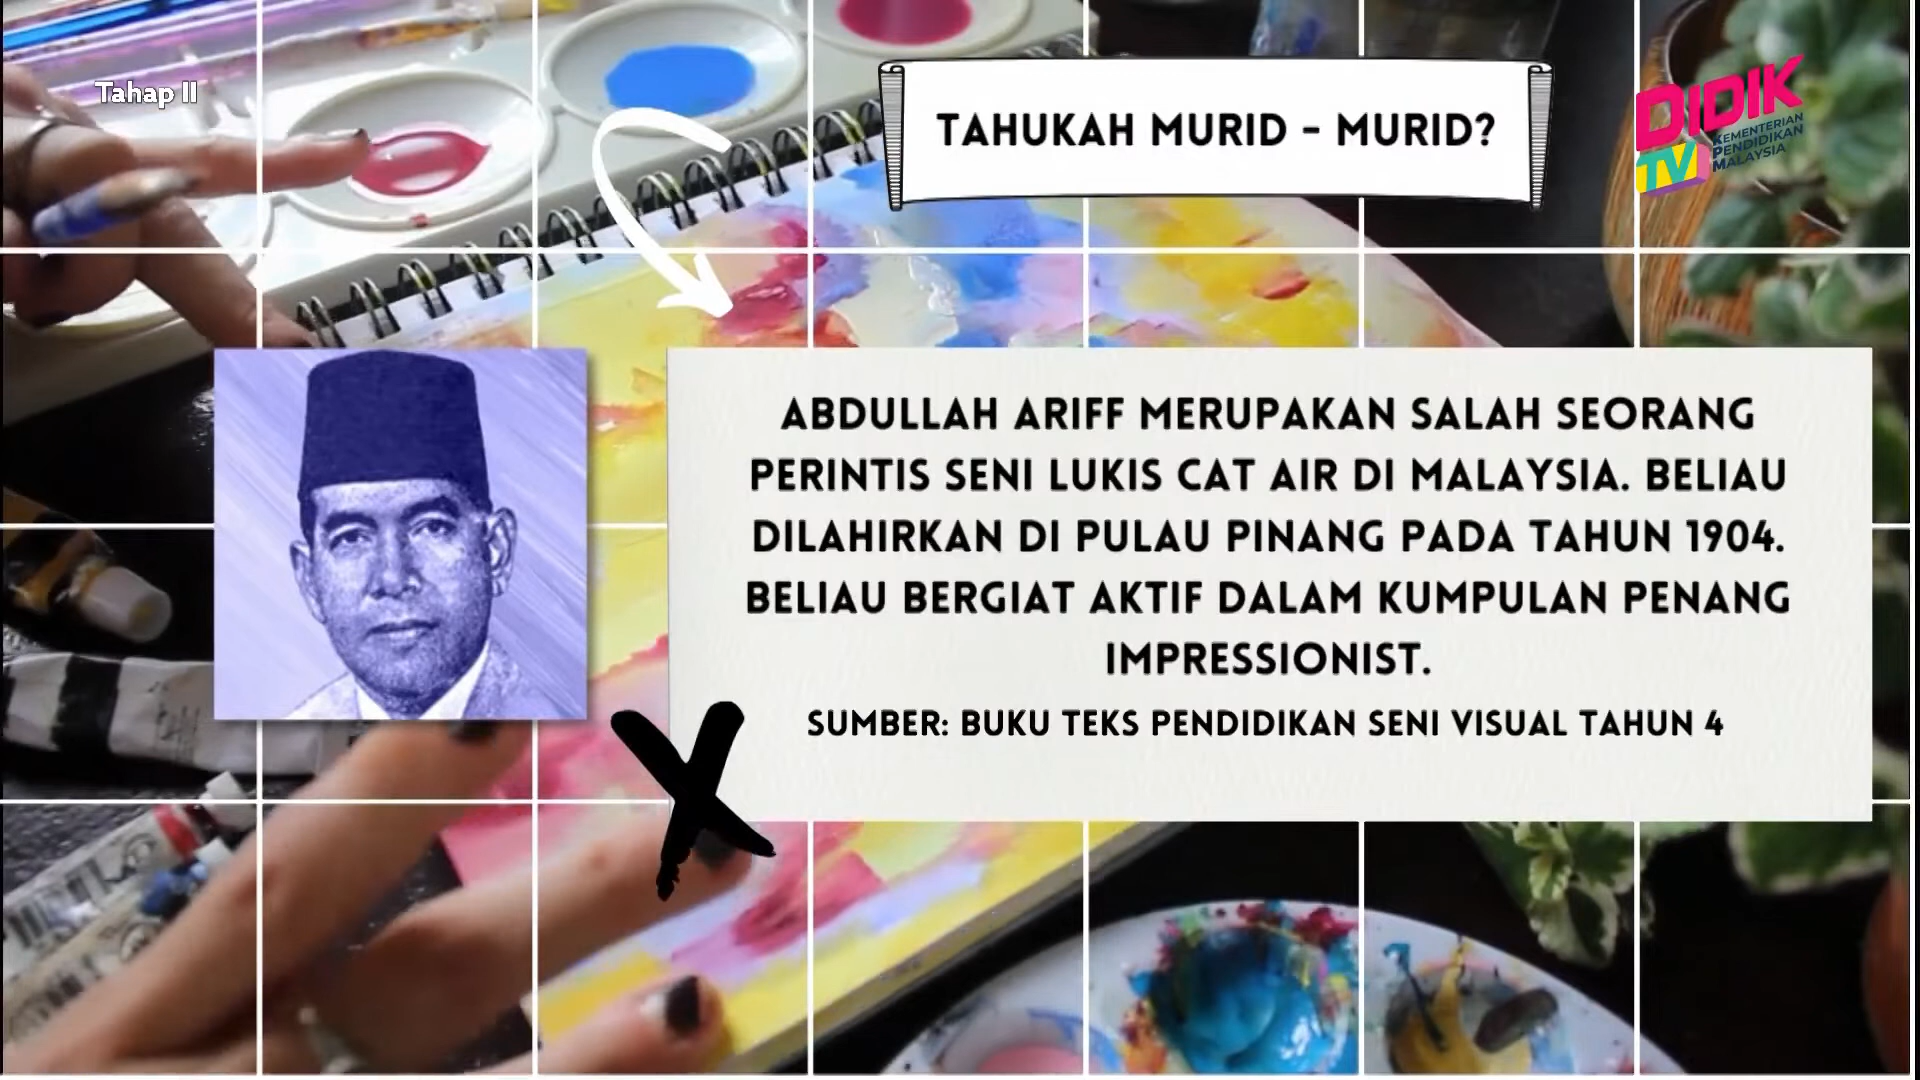 Tahap II
TAHUKAH MURID - MURID?
DIDIK
TV
KEMENTERIAN
PENDIDIKAN
MALAYSIA
ABDULLAH ARIFF MERUPAKAN SALAH SEORANG
PERINTIS SENI LUKIS CAT AIR DI MALAYSIA. BELIAU
DILAHIRKAN DI PULAU PINANG PADA TAHUN 1904.
BELIAU BERGIAT AKTIF DALAM KUMPULAN PENANG
IMPRESSIONIST.
SUMBER: BUKU TEKS PENDIDIKAN SENI VISUAL TAHUN 4